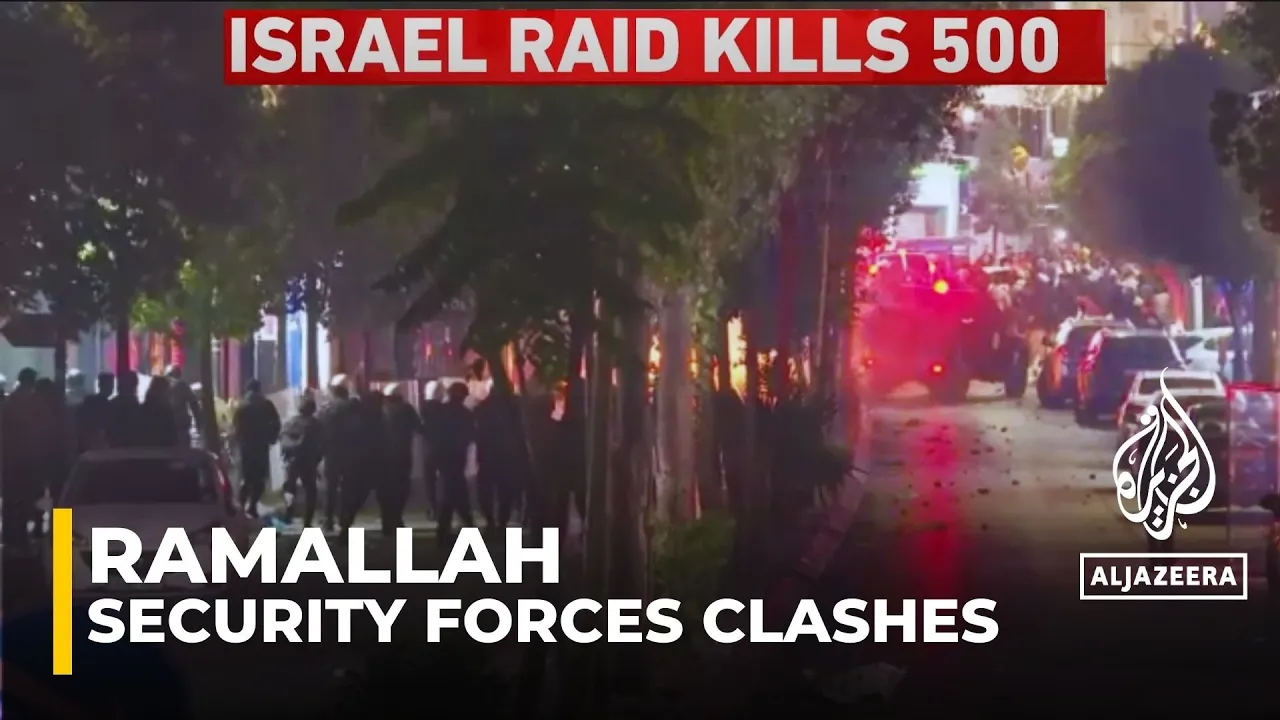 ISRAEL RAID KILLS 500
RAMALLAH
SECURITY FORCES CLASHES
الجزيرة
ALJAZEERA